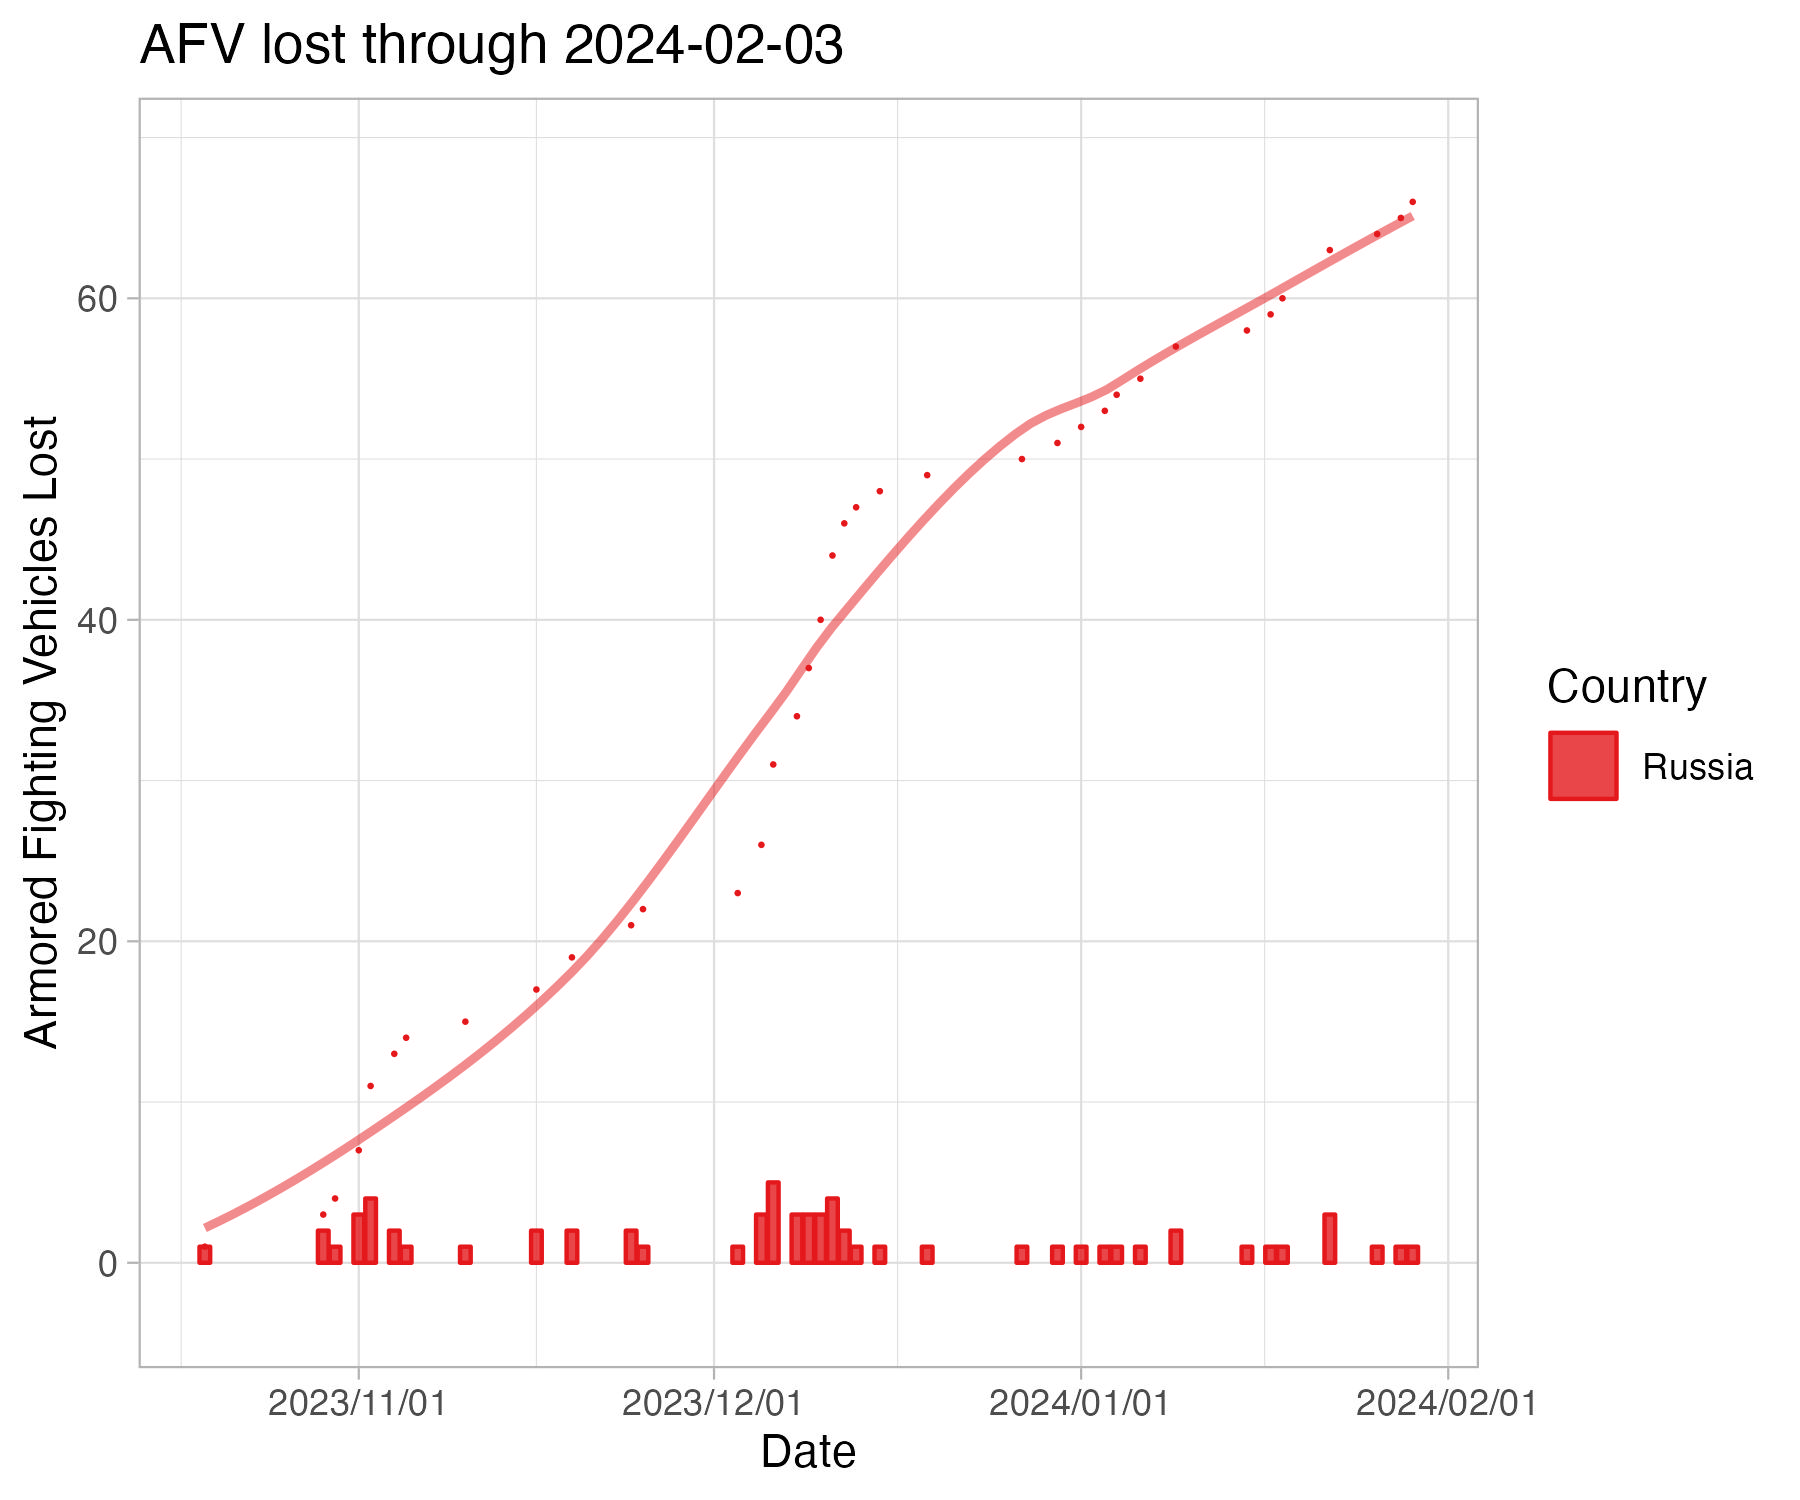 AFV lost through 2024-02-03
Armored Fighting Vehicles Lost
60
40
20
0
2023/11/01
2023/12/01
2024/01/01
2024/02/01
Date
Country
Russia